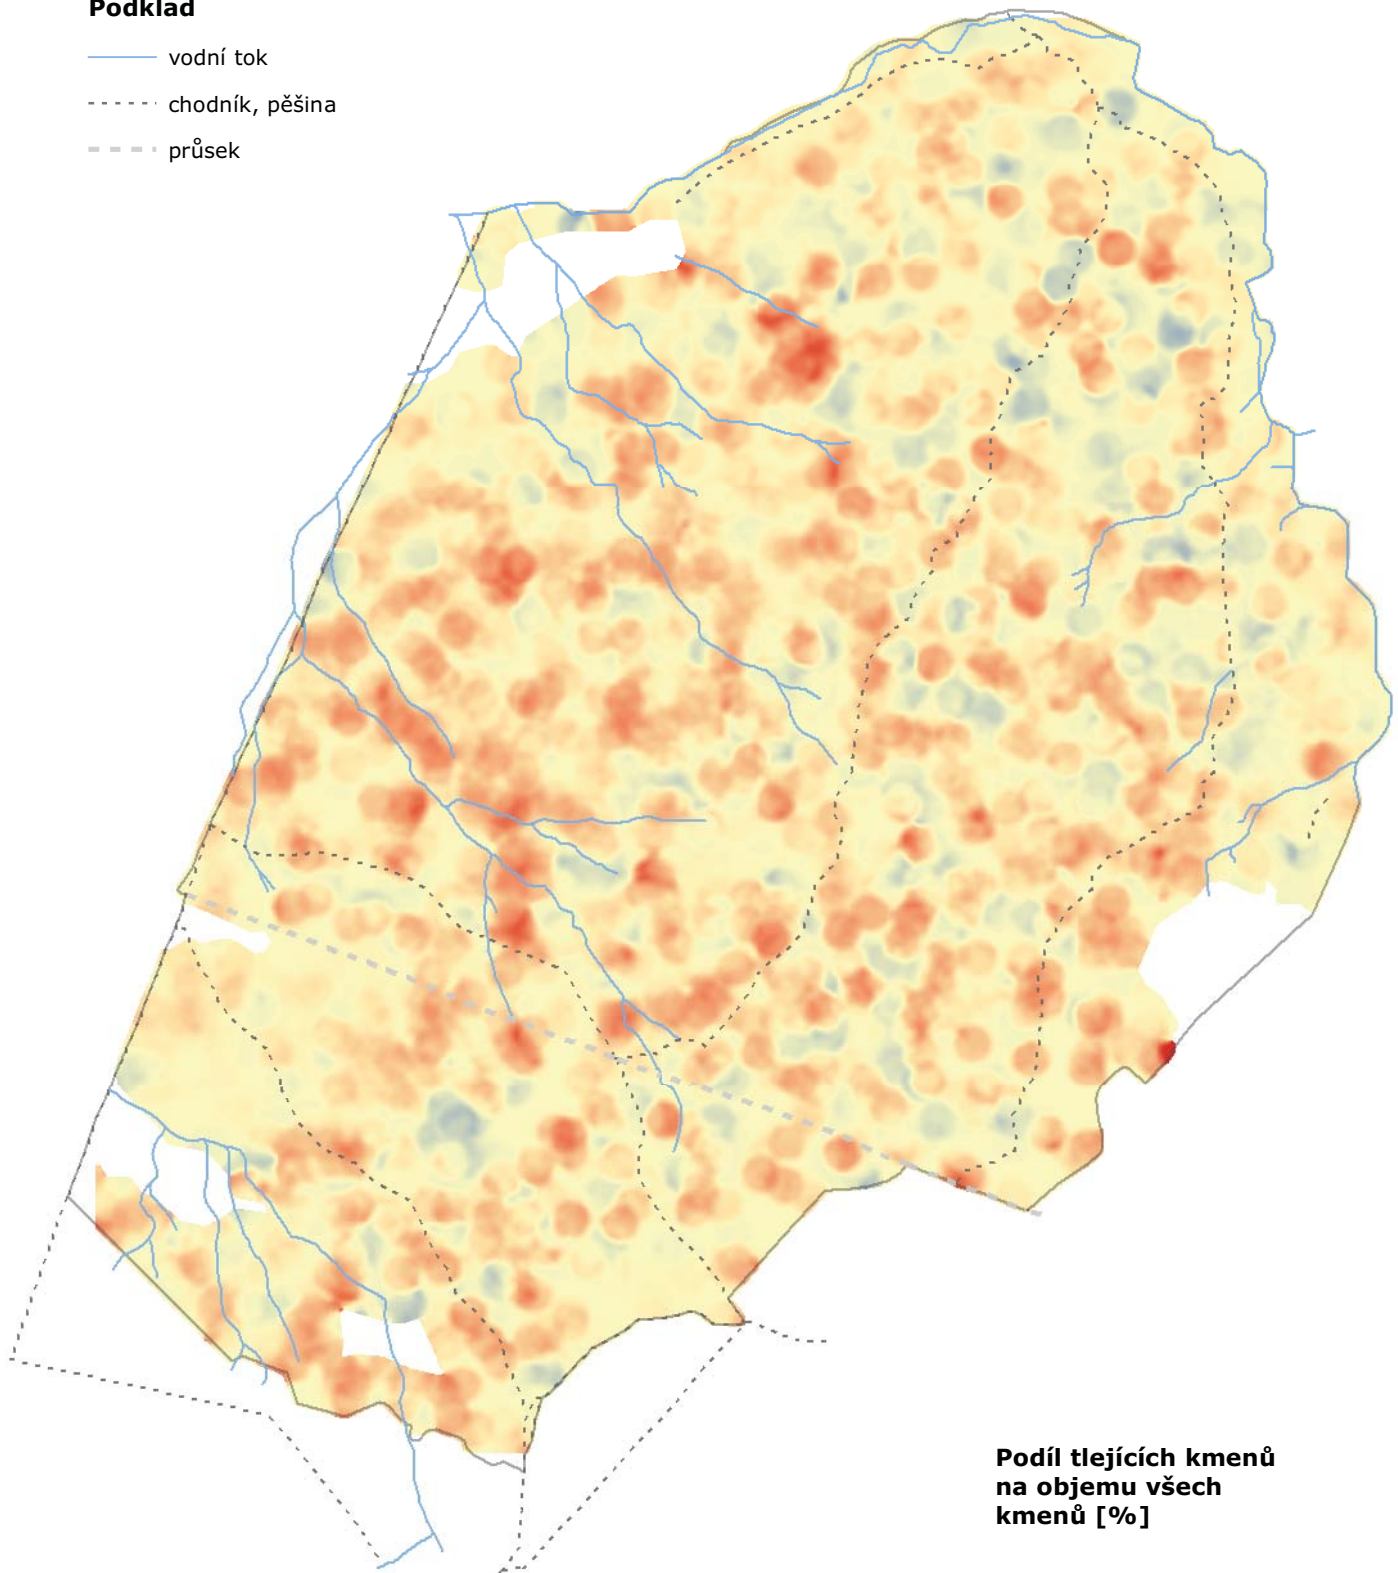 Podklad
vodní tok
chodník, pěšina
průsek
Podíl tlejících kmenů
na objemu všech
kmenů [%]